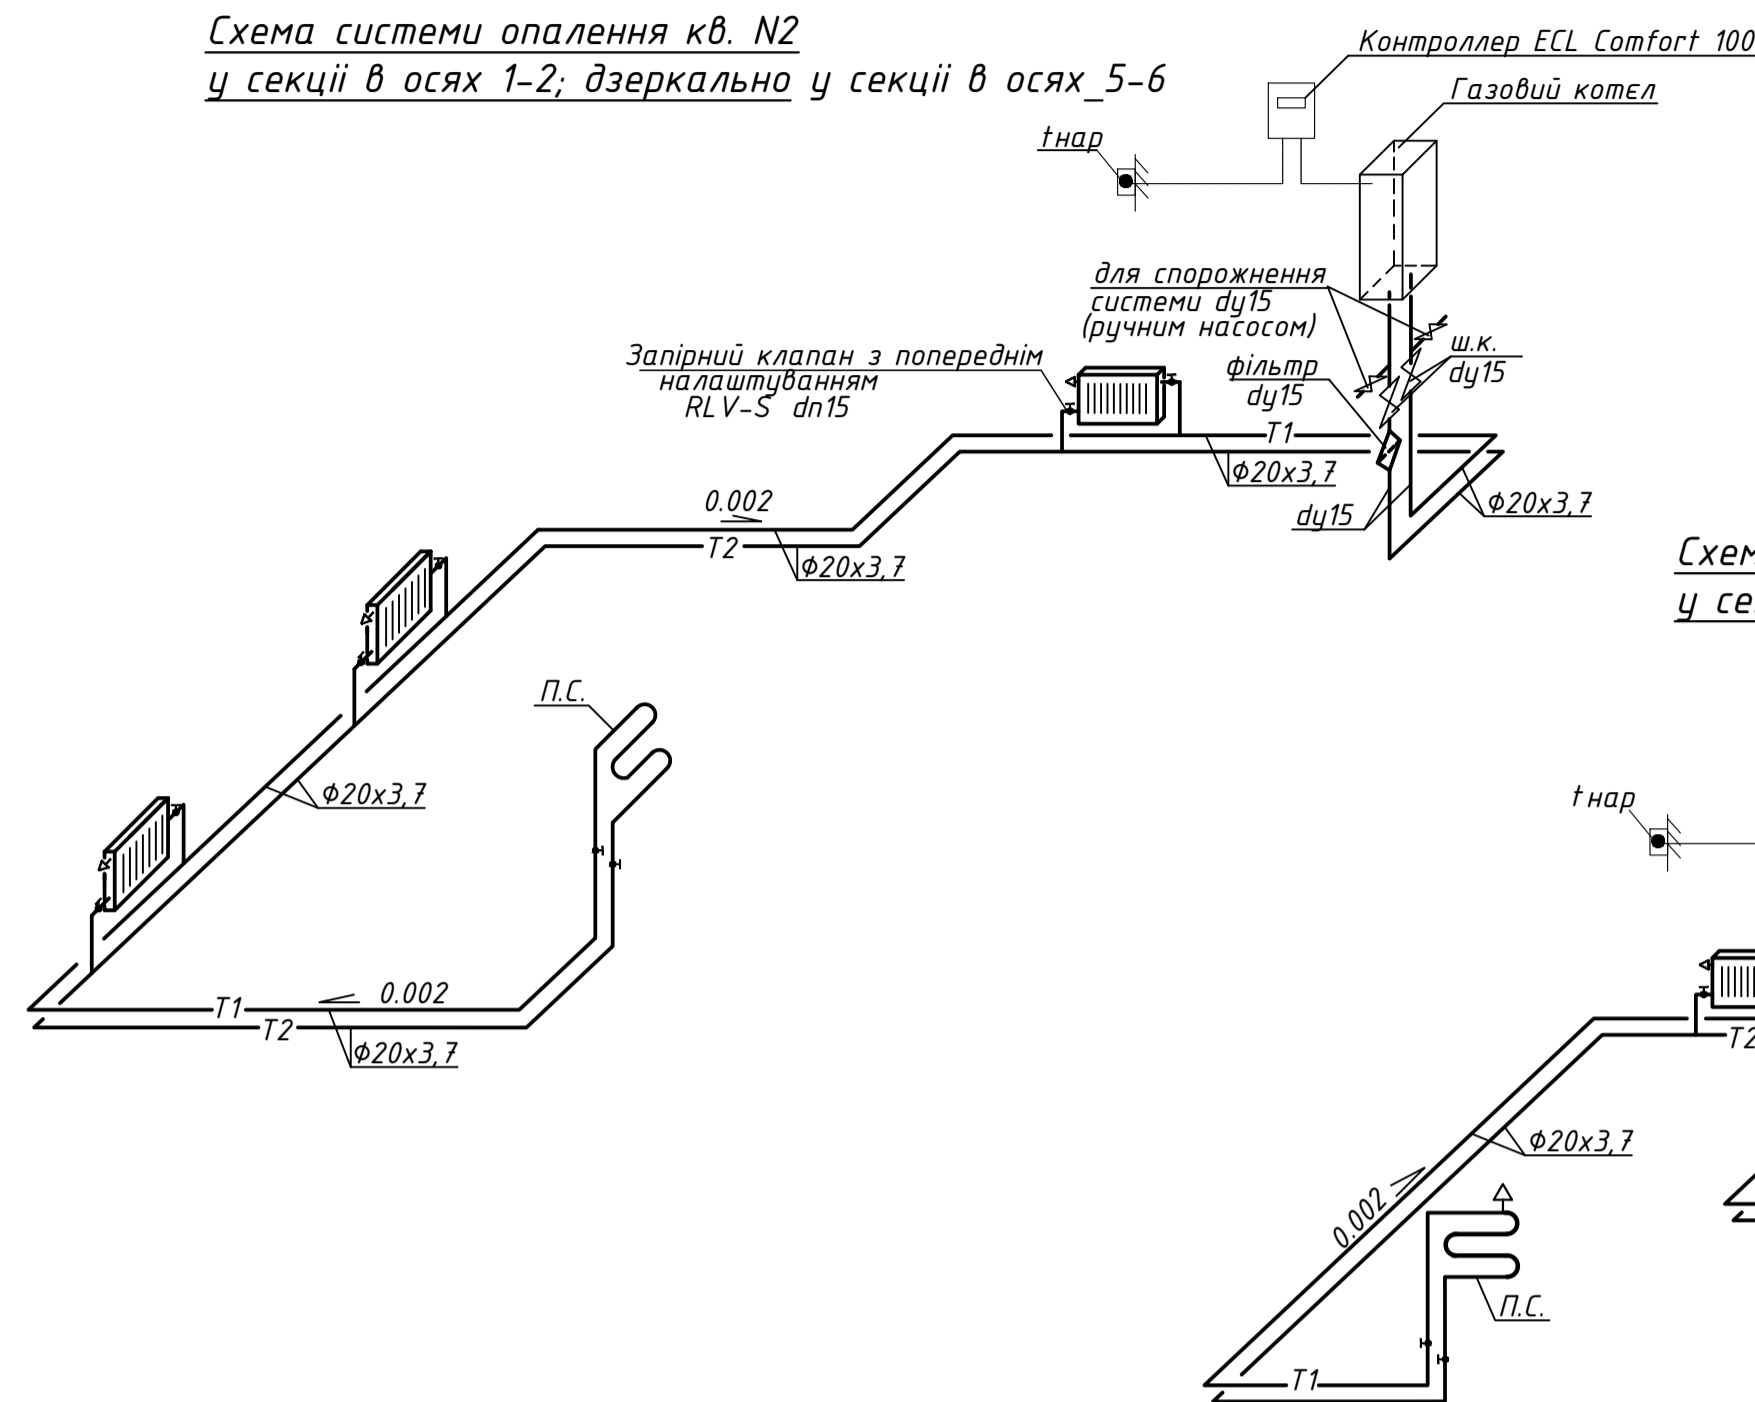 Схема системи опалення кв. N2
у секції в осях 1-2; дзеркально у секції в осях_5-6
Контроллер ECL Comfort 100
Газовий котел
tнар
для спорожнення
системи dy15
(ручним насосом)
Запірний клапан з попереднім
налаштуванням
RLV-S dn15
фільтр
dy15
ш.к.
dy15
T1
Ф20х3,7
dy15
Ф20х3,7
0.002
T2
Ф20х3,7
Схем
у се
П.С.
Ф20х3,7
tнар
T1
0.002
T2
Ф20х3,7
T2
Ф20х3,7
0.002
П.С.
T1